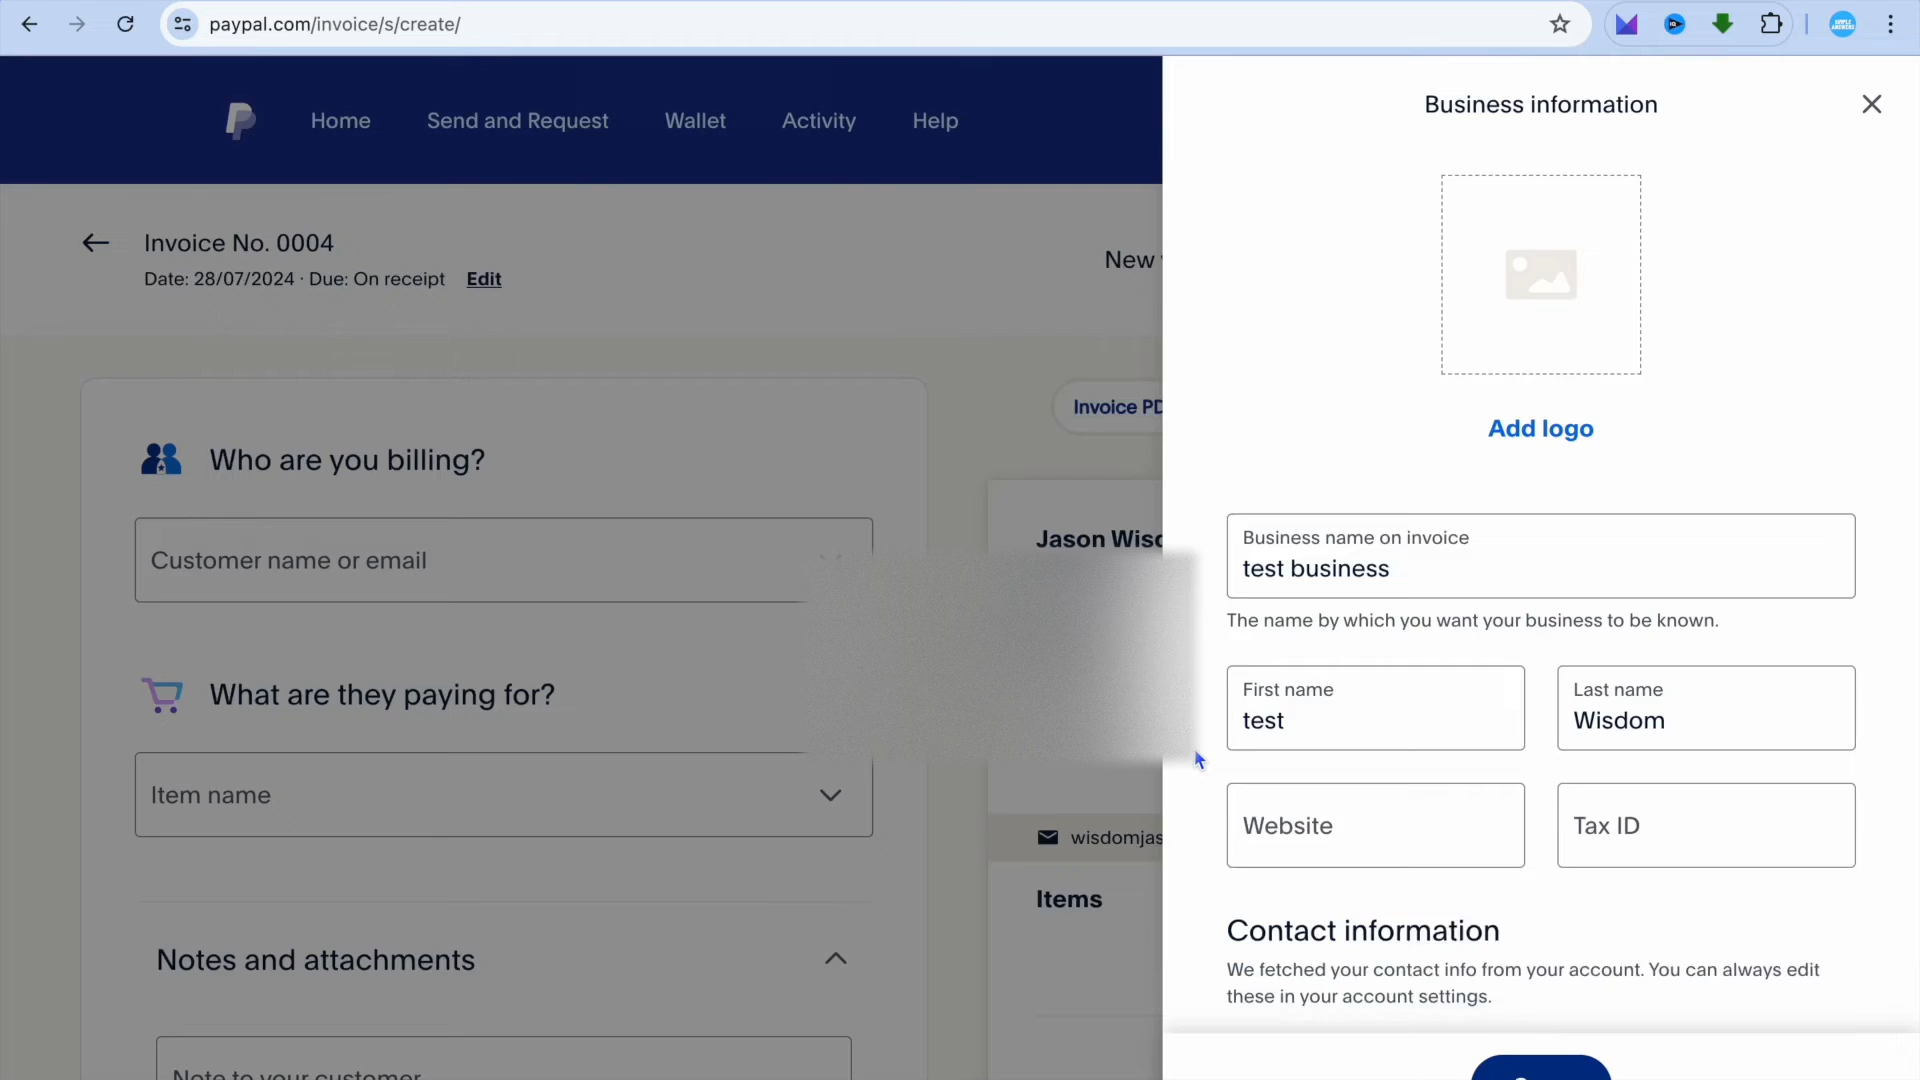 paypal.com/invoice/s/create/
Home
Send and Request
Wallet
Activity
Help
Invoice No. 0004
Date: 28/07/2024 · Due: On receipt
Edit
New
Invoice PD
Who are you billing?
Customer name or email
What are they paying for?
Item name
Notes and attachments
Note to your customer
Jason Wisd
wisdomjas
Items
Business information
Add logo
Business name on invoice
test business
The name by which you want your business to be known.
First name
test
Last name
Wisdom
Website
Tax ID
Contact information
We fetched your contact info from your account. You can always edit
these in your account settings.